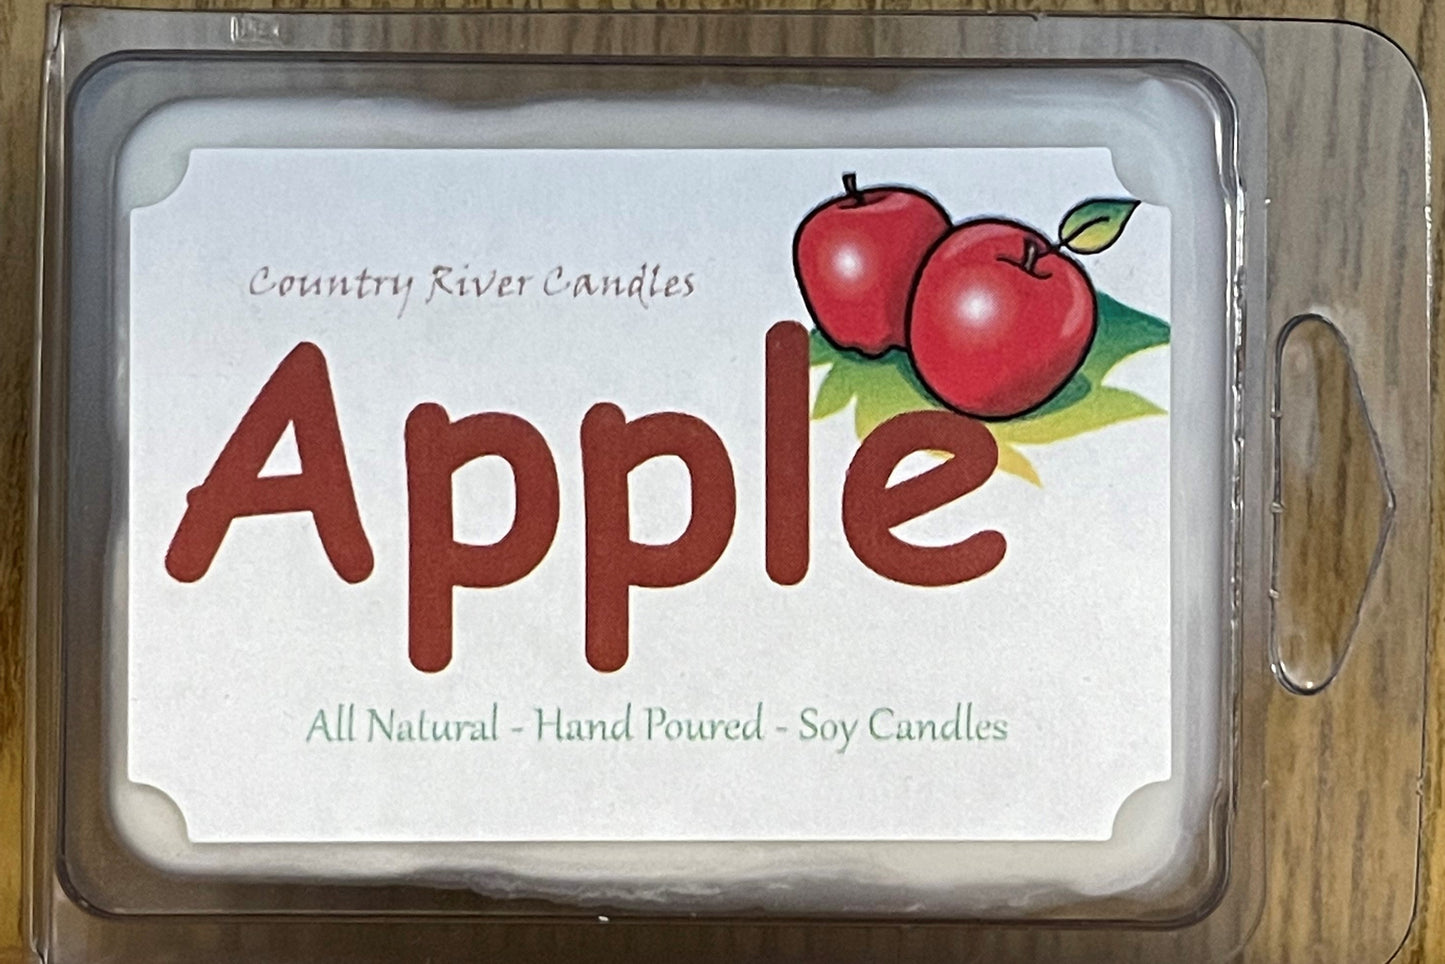 Country River Candles
Apple
All Natural - Hand Poured - Soy Candles